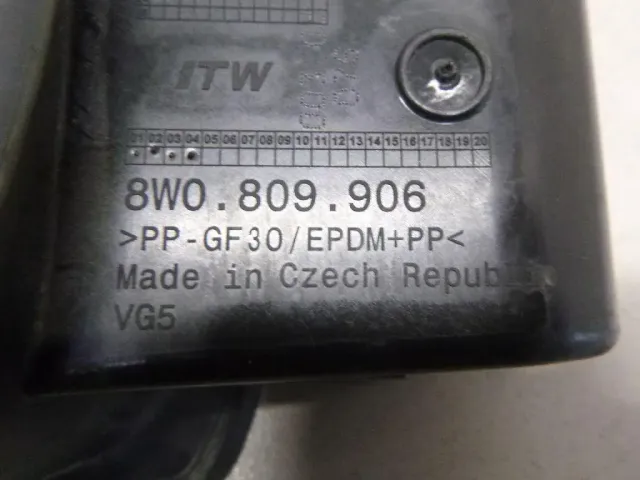 ITW
01 02 03 04 05 06 07 08 09 10 11 12 13 14 15 16 17 18 19 20
8W0.809.906
>PP-GF30/EPDM+PP<
Made in Czech Republic
VG5